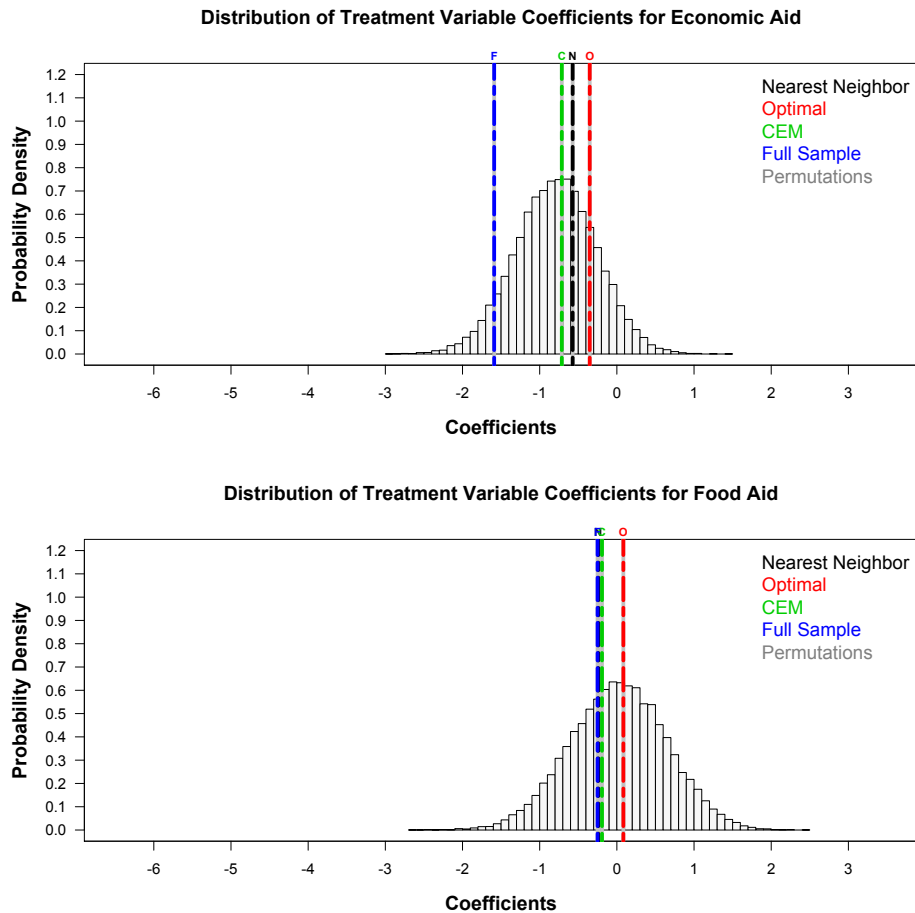 Distribution of Treatment Variable Coefficients for Economic Aid
F C N O
1.2
1.1
1.0
0.9
0.8
0.7
0.6
0.5
0.4
0.3
0.2
0.1
0.0
Probability Density
Nearest Neighbor
Optimal
CEM
Full Sample
Permutations
-6 -5 -4 -3 -2 -1 0 1 2 3
Coefficients
Distribution of Treatment Variable Coefficients for Food Aid
F N C O
1.2
1.1
1.0
0.9
0.8
0.7
0.6
0.5
0.4
0.3
0.2
0.1
0.0
Probability Density
Nearest Neighbor
Optimal
CEM
Full Sample
Permutations
-6 -5 -4 -3 -2 -1 0 1 2 3
Coefficients